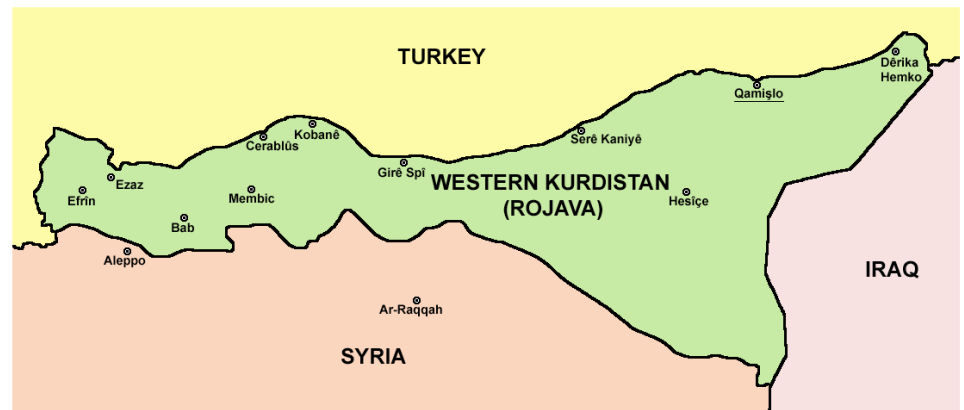 TURKEY
Dêrika
Hemko
Qamişlo
Kobanê
Cerablûs
Serê Kaniyê
Girê Spî
Ezaz
Efrîn
Membic
WESTERN KURDISTAN
(ROJAVA)
Hesîçe
Bab
Aleppo
IRAQ
Ar-Raqqah
SYRIA